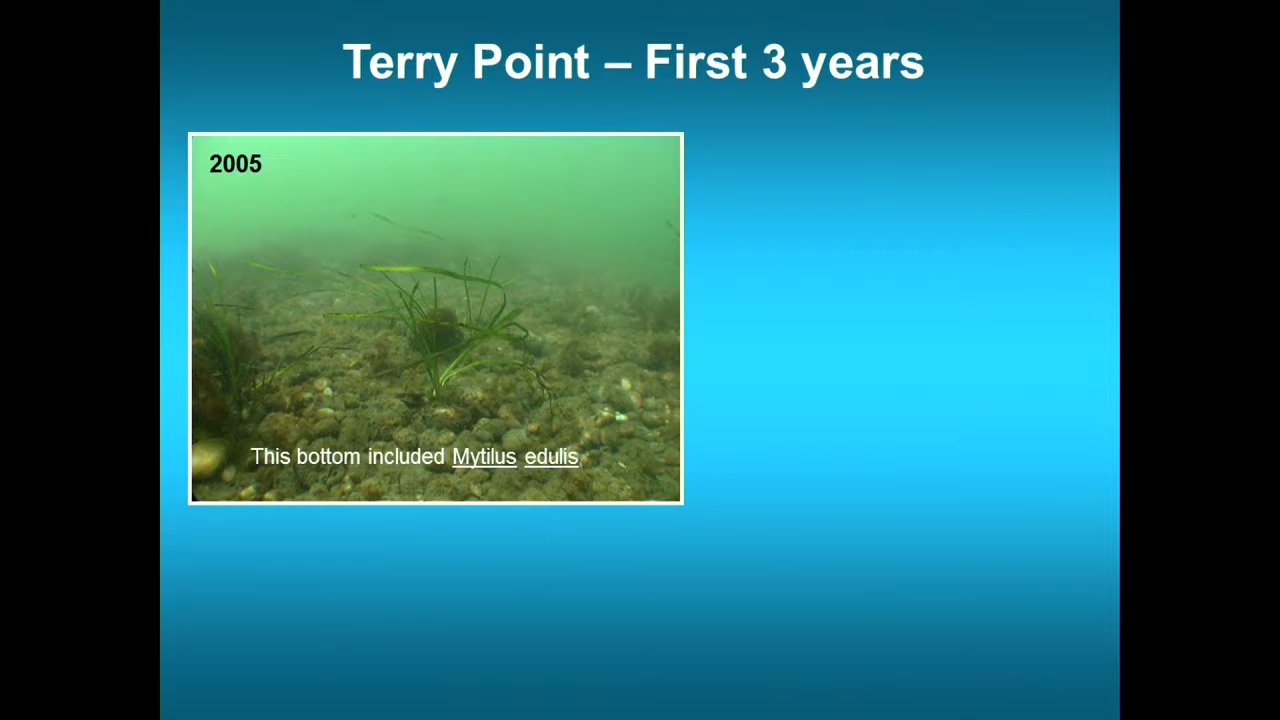 Terry Point – First 3 years
2005
This bottom included Mytilus edulis